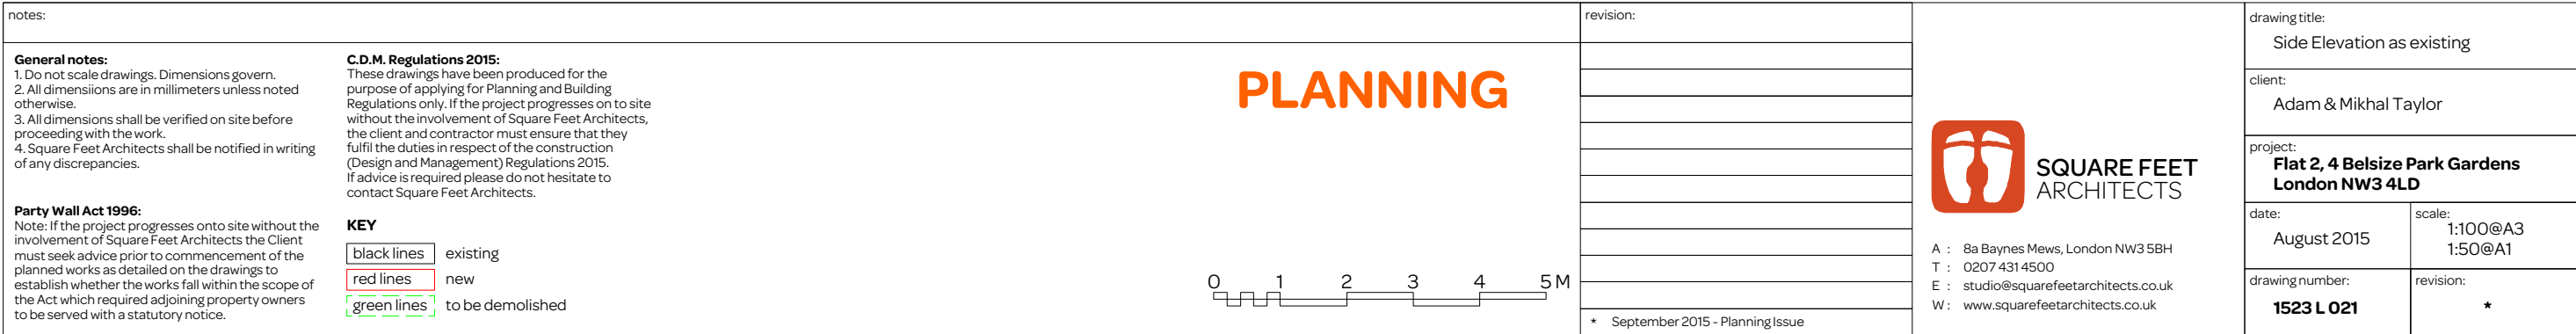 notes:
General notes:
1. Do not scale drawings. Dimensions govern.
2. All dimensiions are in millimeters unless noted
otherwise.
3. All dimensions shall be verified on site before
proceeding with the work.
4. Square Feet Architects shall be notified in writing
of any discrepancies.
Party Wall Act 1996:
Note: If the project progresses onto site without the
involvement of Square Feet Architects the Client
must seek advice prior to commencement of the
planned works as detailed on the drawings to
establish whether the works fall within the scope of
the Act which required adjoining property owners
to be served with a statutory notice.
C.D.M. Regulations 2015:
These drawings have been produced for the
purpose of applying for Planning and Building
Regulations only. If the project progresses on to site
without the involvement of Square Feet Architects,
the client and contractor must ensure that they
fulfil the duties in respect of the construction
(Design and Management) Regulations 2015.
If advice is required please do not hesitate to
contact Square Feet Architects.
KEY
black lines existing
red lines new
green lines to be demolished
PLANNING
0 1 2 3 4 5 M
revision:
* September 2015 - Planning Issue
SQUARE FEET
ARCHITECTS
A : 8a Baynes Mews, London NW3 5BH
T : 0207 431 4500
E : studio@squarefeetarchitects.co.uk
W : www.squarefeetarchitects.co.uk
drawing title:
Side Elevation as existing
client:
Adam & Mikhal Taylor
project:
Flat 2, 4 Belsize Park Gardens
London NW3 4LD
date:
August 2015
scale:
1:100@A3
1:50@A1
drawing number:
1523 L 021
revision:
*